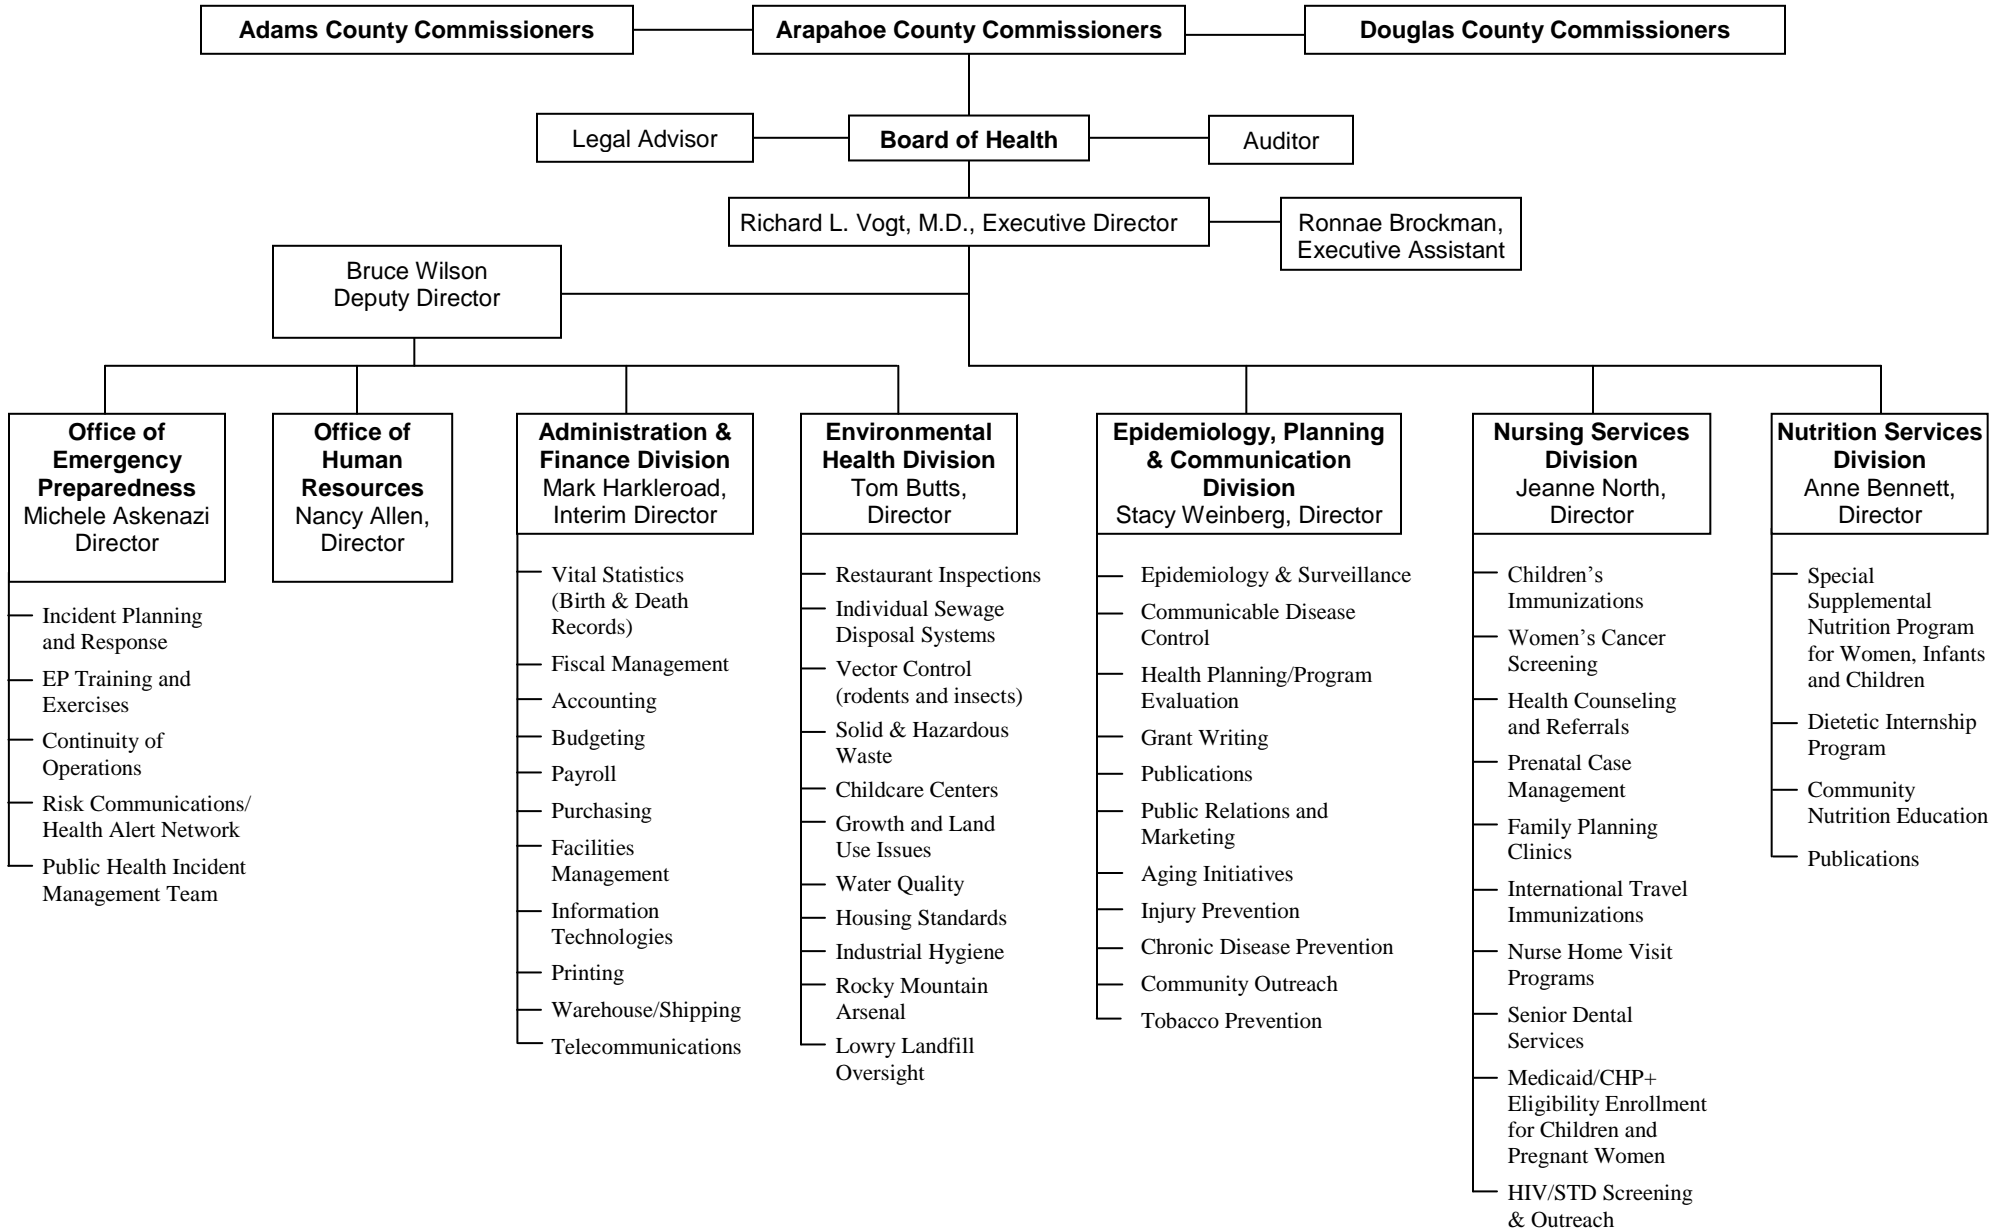 Adams County Commissioners
Arapahoe County Commissioners
Douglas County Commissioners
Legal Advisor
Board of Health
Auditor
Richard L. Vogt, M.D., Executive Director
Ronnae Brockman,
Executive Assistant
Bruce Wilson
Deputy Director
Office of
Emergency
Preparedness
Michele Askenazi
Director
Incident Planning
and Response
EP Training and
Exercises
Continuity of
Operations
Risk Communications/
Health Alert Network
Public Health Incident
Management Team
Office of
Human
Resources
Nancy Allen,
Director
Administration &
Finance Division
Mark Harkleroad,
Interim Director
Vital Statistics
(Birth & Death
Records)
Fiscal Management
Accounting
Budgeting
Payroll
Purchasing
Facilities
Management
Information
Technologies
Printing
Warehouse/Shipping
Telecommunications
Environmental
Health Division
Tom Butts,
Director
Restaurant Inspections
Individual Sewage
Disposal Systems
Vector Control
(rodents and insects)
Solid & Hazardous
Waste
Childcare Centers
Growth and Land
Use Issues
Water Quality
Housing Standards
Industrial Hygiene
Rocky Mountain
Arsenal
Lowry Landfill
Oversight
Epidemiology, Planning
& Communication
Division
Stacy Weinberg, Director
Epidemiology & Surveillance
Communicable Disease
Control
Health Planning/Program
Evaluation
Grant Writing
Publications
Public Relations and
Marketing
Aging Initiatives
Injury Prevention
Chronic Disease Prevention
Community Outreach
Tobacco Prevention
Nursing Services
Division
Jeanne North,
Director
Children’s
Immunizations
Women’s Cancer
Screening
Health Counseling
and Referrals
Prenatal Case
Management
Family Planning
Clinics
International Travel
Immunizations
Nurse Home Visit
Programs
Senior Dental
Services
Medicaid/CHP+
Eligibility Enrollment
for Children and
Pregnant Women
HIV/STD Screening
& Outreach
Nutrition Services
Division
Anne Bennett,
Director
Special
Supplemental
Nutrition Program
for Women, Infants
and Children
Dietetic Internship
Program
Community
Nutrition Education
Publications